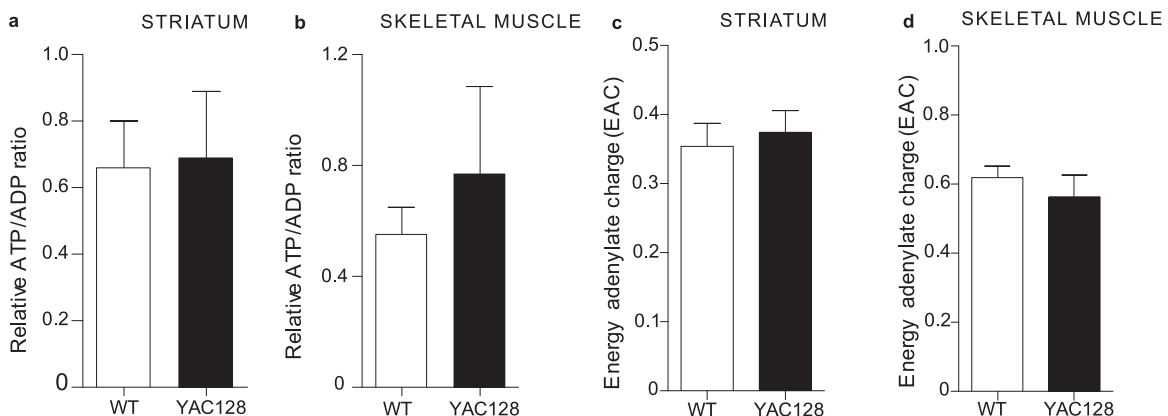 a STRIATUM
Relative ATP/ADP ratio
1.0
0.8
0.6
0.4
0.2
0
WT YAC128
b SKELETAL MUSCLE
Relative ATP/ADP ratio
1.2
0.8
0.4
0
WT YAC128
c STRIATUM
Energy adenylate charge (EAC)
0.5
0.4
0.3
0.2
0.1
0
WT YAC128
d SKELETAL MUSCLE
Energy adenylate charge (EAC)
1.0
0.8
0.6
0.4
0.2
0
WT YAC128